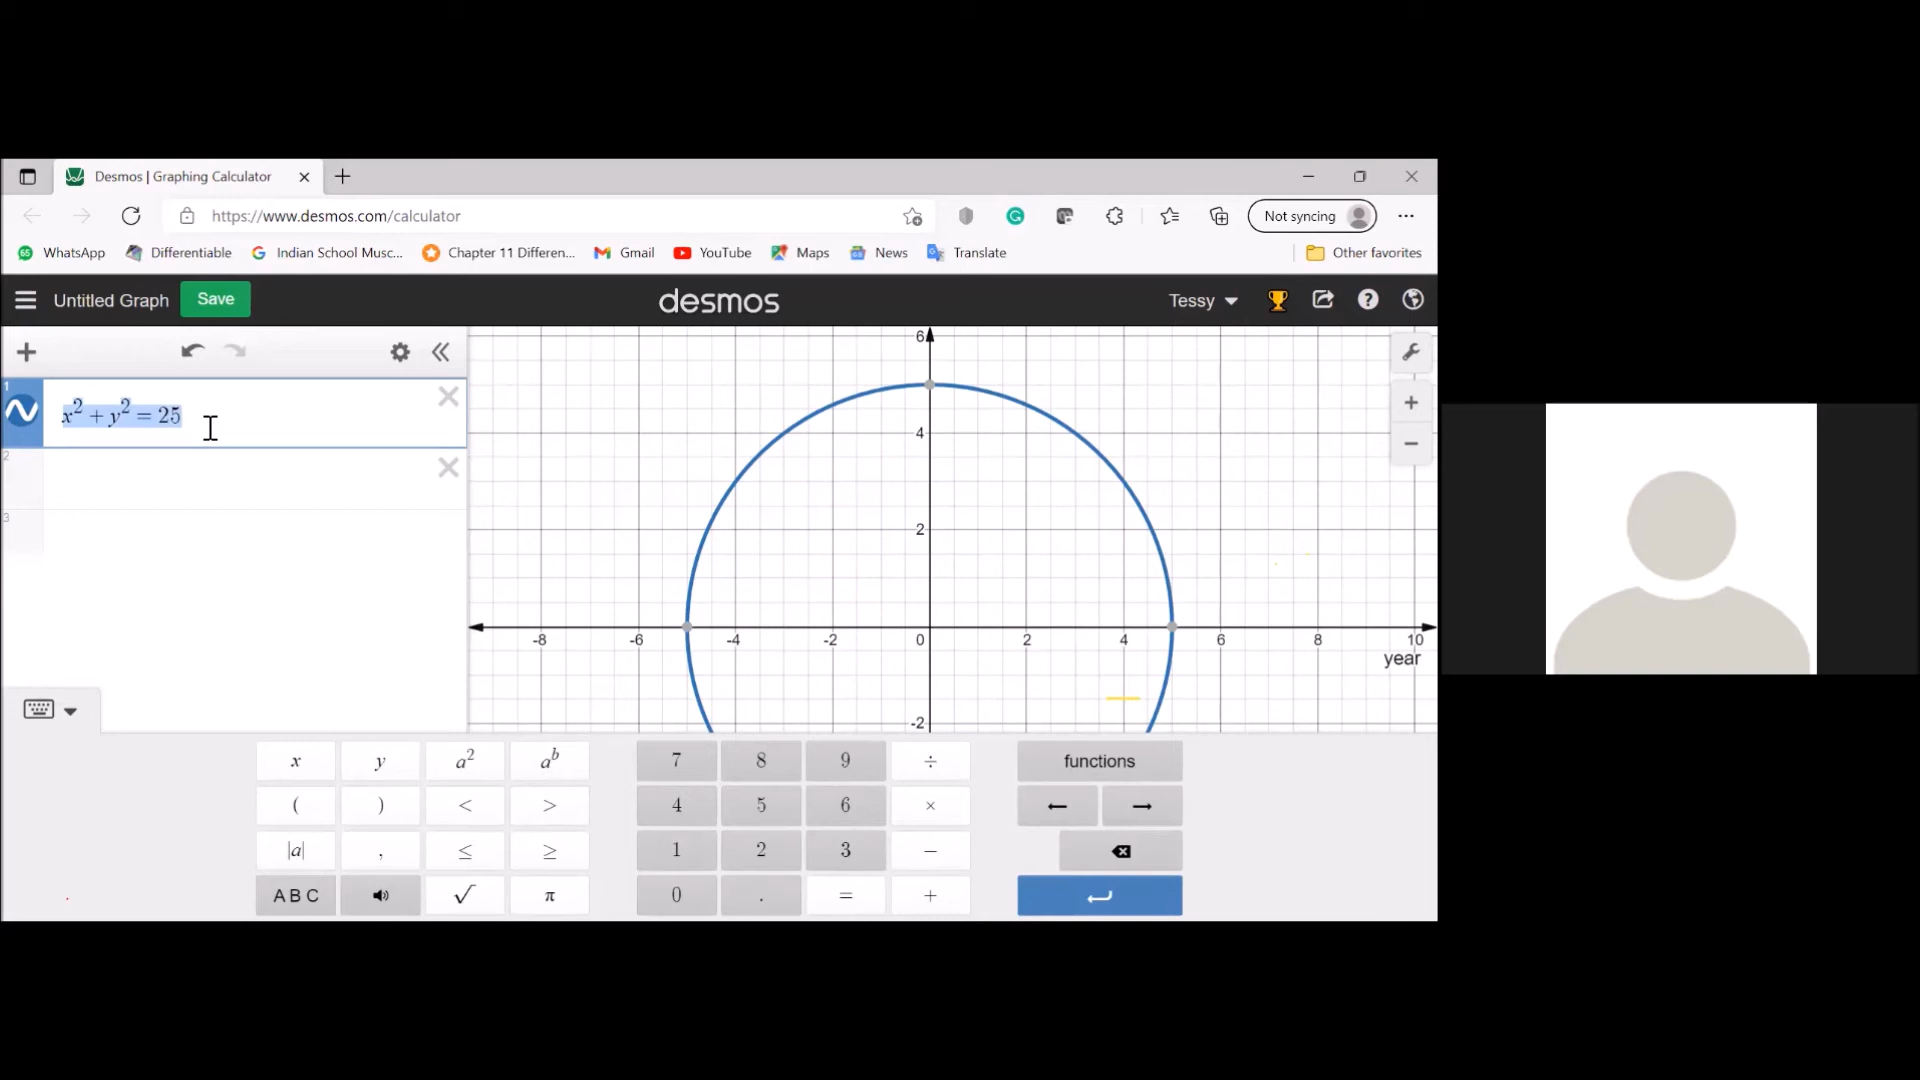 Desmos | Graphing Calculator
https://www.desmos.com/calculator
Not syncing
WhatsApp Differentiable Indian School Musc... Chapter 11 Differen... Gmail YouTube Maps News Translate Other favorites
Untitled Graph Save desmos Tessy
1
x² + y² = 25
2
3
6
4
2
-8 -6 -4 -2 0 2 4 6 8 10
year
-2
x y a² aᵇ 7 8 9 ÷ functions
( ) < > 4 5 6 × ← →
|a| , ≤ ≥ 1 2 3 −
A B C √ π 0 . = +